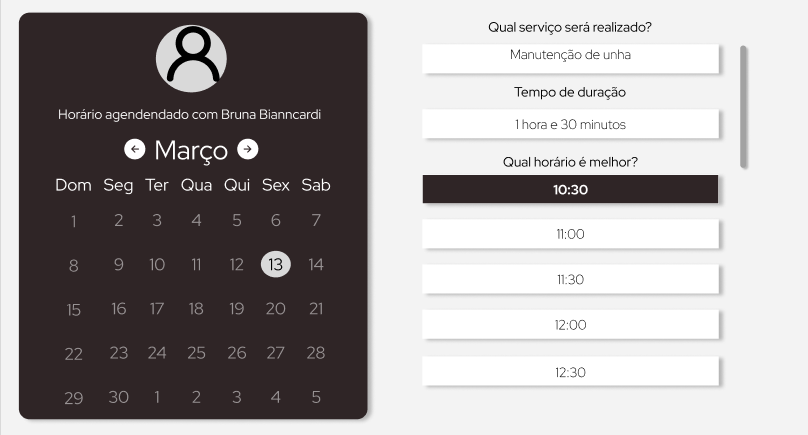 Horário agendendado com Bruna Bianncardi
Março
Dom Seg Ter Qua Qui Sex Sab
1 2 3 4 5 6 7
8 9 10 11 12 13 14
15 16 17 18 19 20 21
22 23 24 25 26 27 28
29 30 1 2 3 4 5
Qual serviço será realizado?
Manutenção de unha
Tempo de duração
1 hora e 30 minutos
Qual horário é melhor?
10:30
11:00
11:30
12:00
12:30